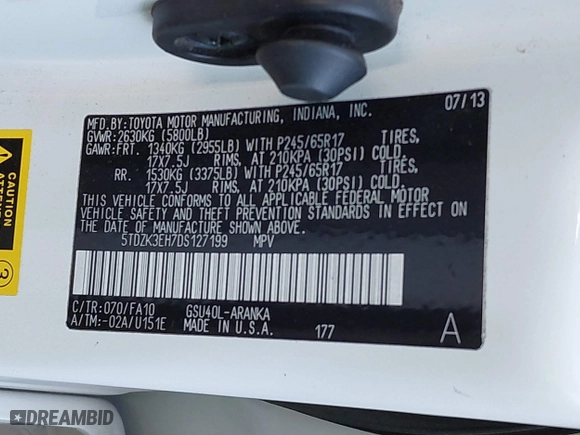 MFD.BY:TOYOTA MOTOR MANUFACTURING, INDIANA, INC. 07/13
GVWR:2630KG (5800LB)
GAWR:FRT. 1340KG (2955LB) WITH P245/65R17 TIRES,
17X7.5J RIMS, AT 210KPA (30PSI) COLD.
RR. 1530KG (3375LB) WITH P245/65R17 TIRES,
17X7.5J RIMS, AT 210KPA (30PSI) COLD.
THIS VEHICLE CONFORMS TO ALL APPLICABLE FEDERAL MOTOR
VEHICLE SAFETY AND THEFT PREVENTION STANDARDS IN EFFECT ON
THE DATE OF MANUFACTURE SHOWN ABOVE.
5TDZK3EH7DS127199 MPV
C/TR:070/FA10 GSU40L-ARANKA
A/TM:-02A/U151E MADE IN U.S.A. 177 A
CAUTION
3
DREAMBID